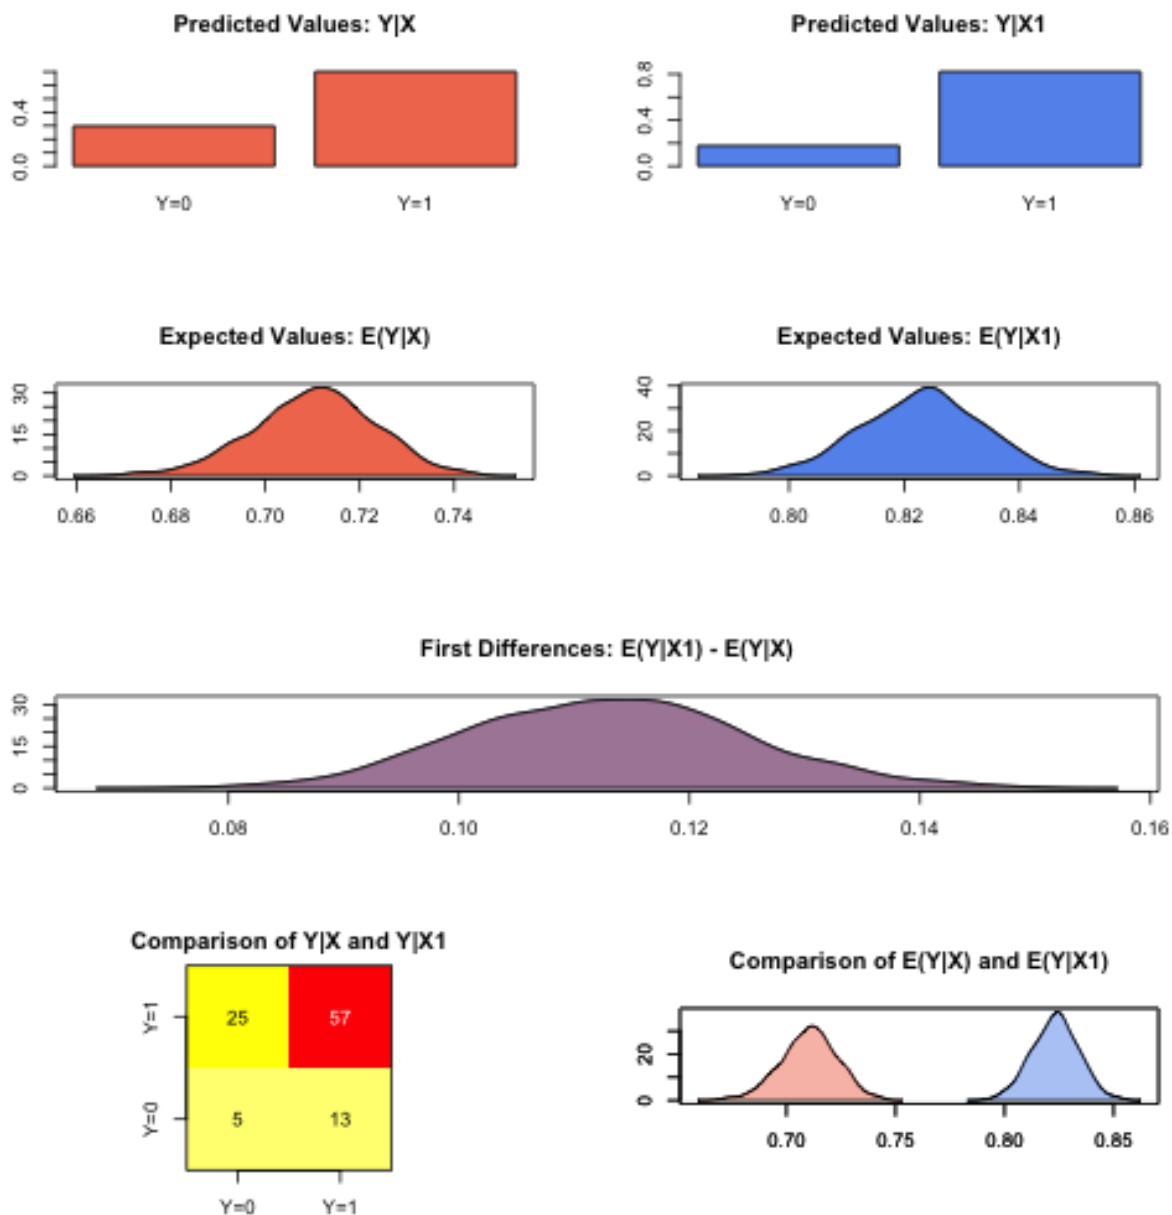 Predicted Values: Y|X
0.0 0.4
Y=0 Y=1
Predicted Values: Y|X1
0.0 0.4 0.8
Y=0 Y=1
Expected Values: E(Y|X)
0 15 30
0.66 0.68 0.70 0.72 0.74
Expected Values: E(Y|X1)
0 20 40
0.80 0.82 0.84 0.86
First Differences: E(Y|X1) - E(Y|X)
0 15 30
0.08 0.10 0.12 0.14 0.16
Comparison of Y|X and Y|X1
Y=1 25 57
Y=0 5 13
Y=0 Y=1
Comparison of E(Y|X) and E(Y|X1)
0 20
0.70 0.75 0.80 0.85